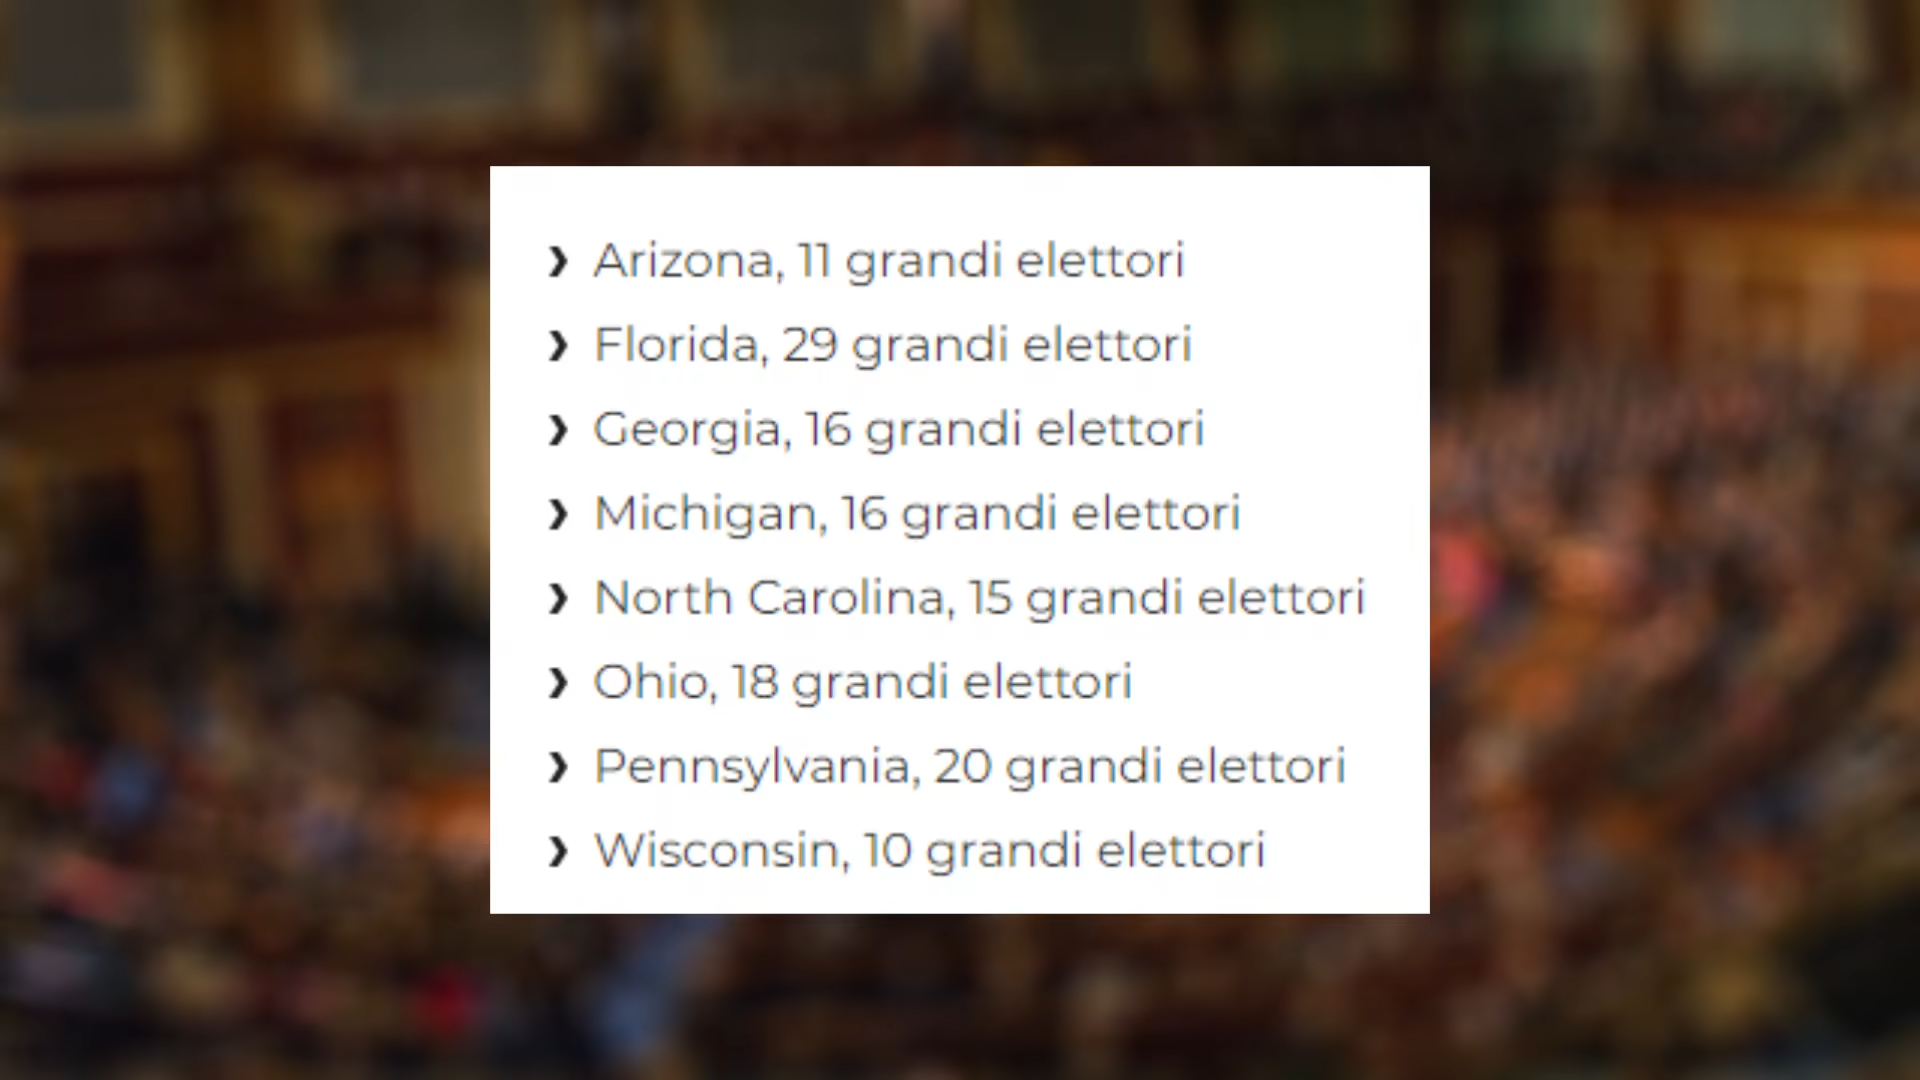 ❯ Arizona, 11 grandi elettori
❯ Florida, 29 grandi elettori
❯ Georgia, 16 grandi elettori
❯ Michigan, 16 grandi elettori
❯ North Carolina, 15 grandi elettori
❯ Ohio, 18 grandi elettori
❯ Pennsylvania, 20 grandi elettori
❯ Wisconsin, 10 grandi elettori